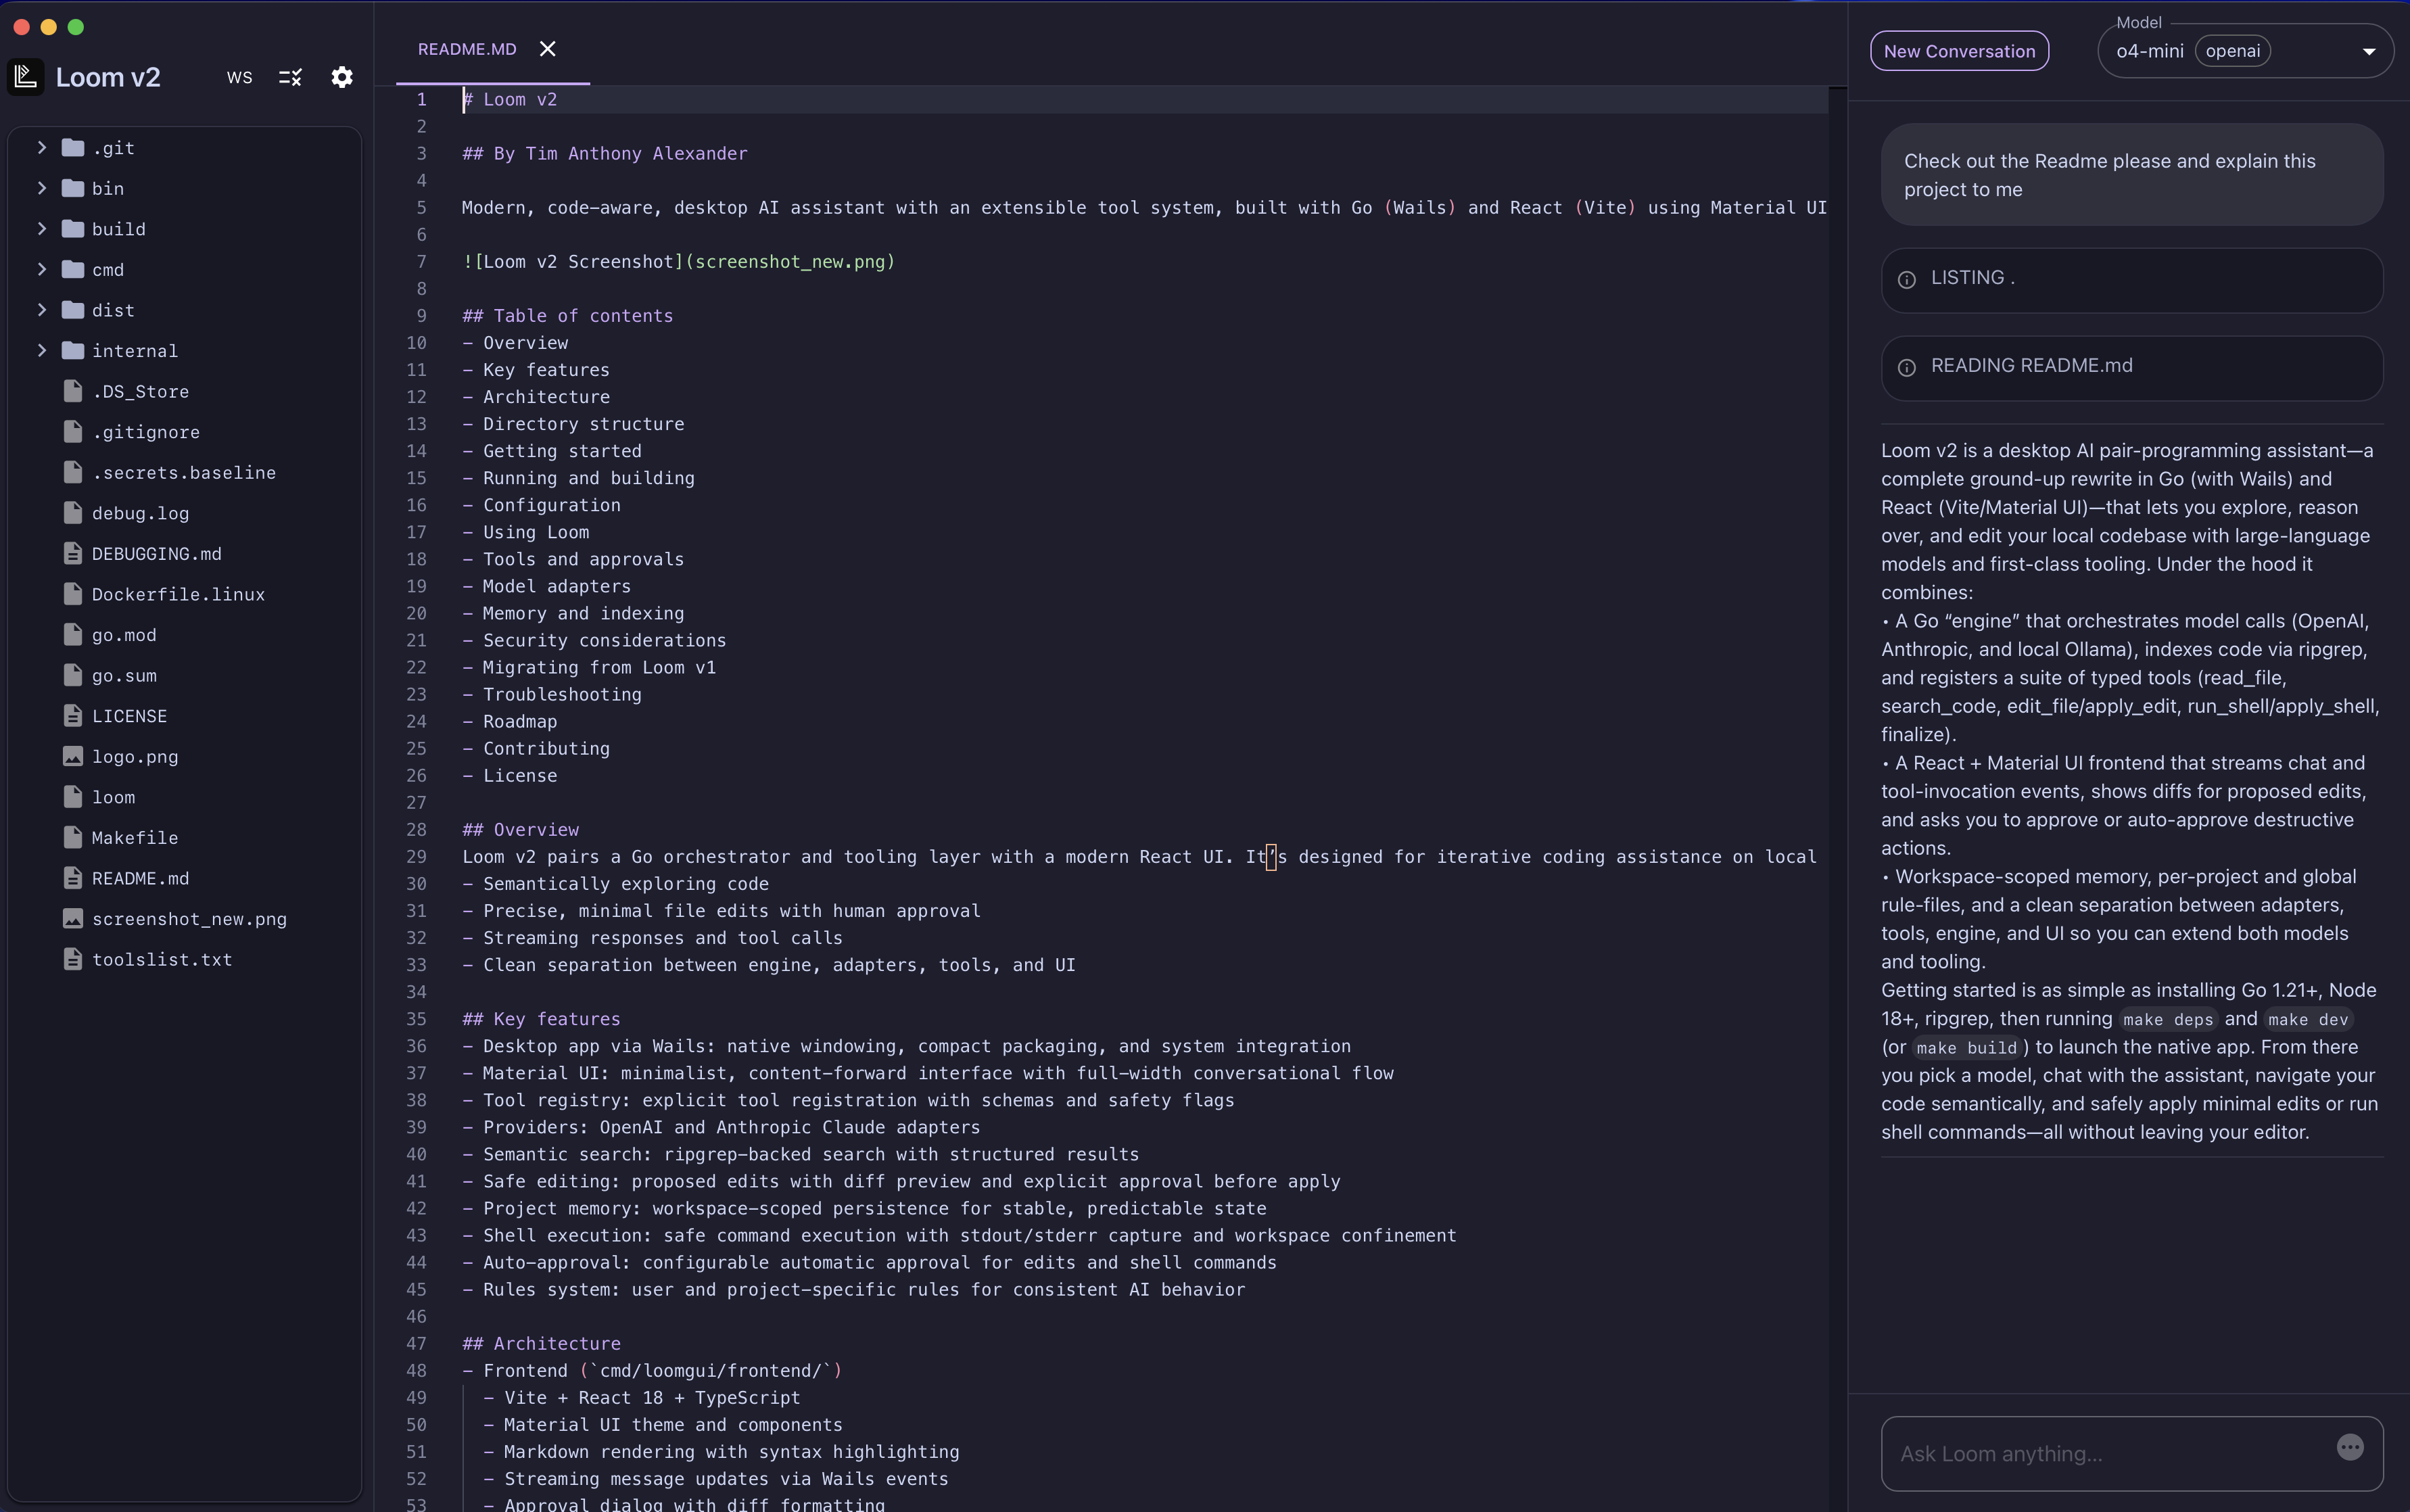 Loom v2
WS
.git
bin
build
cmd
dist
internal
.DS_Store
.gitignore
.secrets.baseline
debug.log
DEBUGGING.md
Dockerfile.linux
go.mod
go.sum
LICENSE
logo.png
loom
Makefile
README.md
screenshot_new.png
toolslist.txt
README.MD
1 # Loom v2
2
3 ## By Tim Anthony Alexander
4
5 Modern, code-aware, desktop AI assistant with an extensible tool system, built with Go (Wails) and React (Vite) using Material UI
6
7 ![Loom v2 Screenshot](screenshot_new.png)
8
9 ## Table of contents
10 - Overview
11 - Key features
12 - Architecture
13 - Directory structure
14 - Getting started
15 - Running and building
16 - Configuration
17 - Using Loom
18 - Tools and approvals
19 - Model adapters
20 - Memory and indexing
21 - Security considerations
22 - Migrating from Loom v1
23 - Troubleshooting
24 - Roadmap
25 - Contributing
26 - License
27
28 ## Overview
29 Loom v2 pairs a Go orchestrator and tooling layer with a modern React UI. It’s designed for iterative coding assistance on local
30 - Semantically exploring code
31 - Precise, minimal file edits with human approval
32 - Streaming responses and tool calls
33 - Clean separation between engine, adapters, tools, and UI
34
35 ## Key features
36 - Desktop app via Wails: native windowing, compact packaging, and system integration
37 - Material UI: minimalist, content-forward interface with full-width conversational flow
38 - Tool registry: explicit tool registration with schemas and safety flags
39 - Providers: OpenAI and Anthropic Claude adapters
40 - Semantic search: ripgrep-backed search with structured results
41 - Safe editing: proposed edits with diff preview and explicit approval before apply
42 - Project memory: workspace-scoped persistence for stable, predictable state
43 - Shell execution: safe command execution with stdout/stderr capture and workspace confinement
44 - Auto-approval: configurable automatic approval for edits and shell commands
45 - Rules system: user and project-specific rules for consistent AI behavior
46
47 ## Architecture
48 - Frontend (`cmd/loomgui/frontend/`)
49 - Vite + React 18 + TypeScript
50 - Material UI theme and components
51 - Markdown rendering with syntax highlighting
52 - Streaming message updates via Wails events
53 - Approval dialog with diff formatting
New Conversation
Model
o4-mini openai
Check out the Readme please and explain this
project to me
LISTING .
READING README.md
Loom v2 is a desktop AI pair-programming assistant—a
complete ground-up rewrite in Go (with Wails) and
React (Vite/Material UI)—that lets you explore, reason
over, and edit your local codebase with large-language
models and first-class tooling. Under the hood it
combines:
• A Go “engine” that orchestrates model calls (OpenAI,
Anthropic, and local Ollama), indexes code via ripgrep,
and registers a suite of typed tools (read_file,
search_code, edit_file/apply_edit, run_shell/apply_shell,
finalize).
• A React + Material UI frontend that streams chat and
tool-invocation events, shows diffs for proposed edits,
and asks you to approve or auto-approve destructive
actions.
• Workspace-scoped memory, per-project and global
rule-files, and a clean separation between adapters,
tools, engine, and UI so you can extend both models
and tooling.
Getting started is as simple as installing Go 1.21+, Node
18+, ripgrep, then running make deps and make dev
(or make build) to launch the native app. From there
you pick a model, chat with the assistant, navigate your
code semantically, and safely apply minimal edits or run
shell commands—all without leaving your editor.
Ask Loom anything...